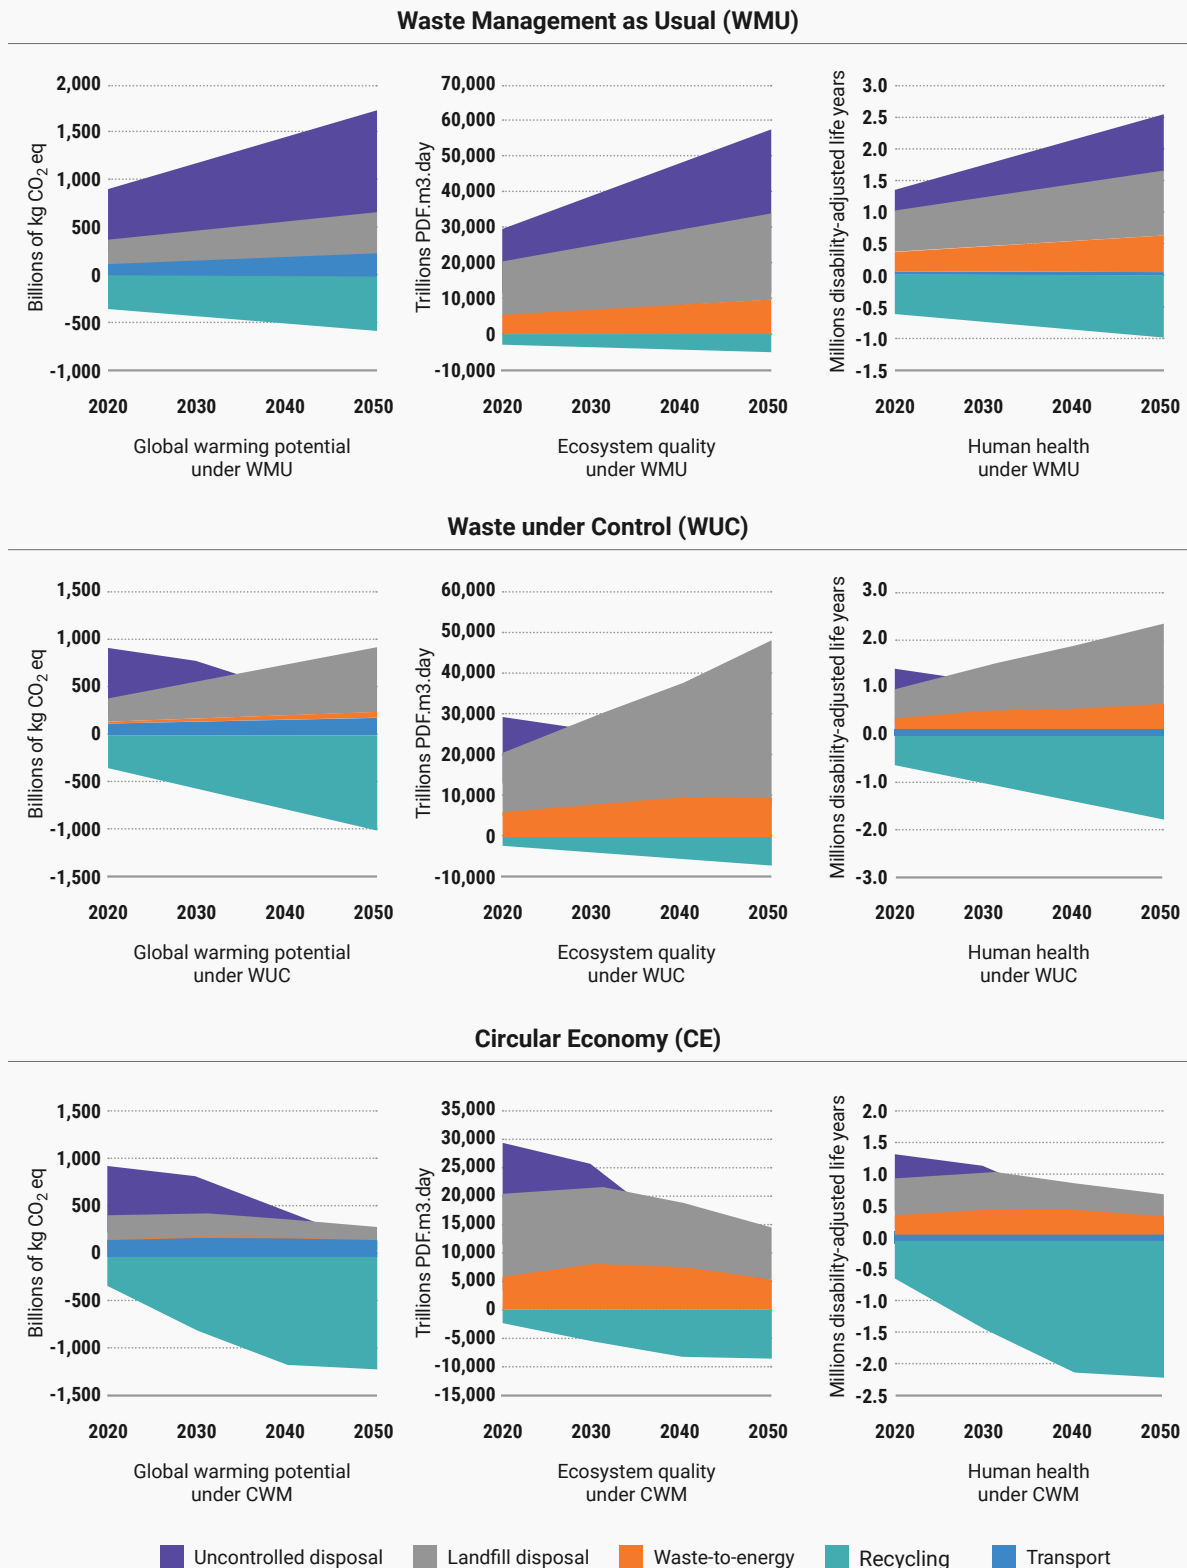 Waste Management as Usual (WMU)
Billions of kg CO₂ eq
2,000
1,500
1,000
500
0
-500
-1,000
2020 2030 2040 2050
Global warming potential
under WMU
Trillions PDF.m3.day
70,000
60,000
50,000
40,000
30,000
20,000
10,000
0
-10,000
2020 2030 2040 2050
Ecosystem quality
under WMU
Millions disability-adjusted life years
3.0
2.5
2.0
1.5
1.0
0.5
0.0
-0.5
-1.0
-1.5
2020 2030 2040 2050
Human health
under WMU
Waste under Control (WUC)
Billions of kg CO₂ eq
1,500
1,000
500
0
-500
-1,000
-1,500
2020 2030 2040 2050
Global warming potential
under WUC
Trillions PDF.m3.day
60,000
50,000
40,000
30,000
20,000
10,000
0
-10,000
2020 2030 2040 2050
Ecosystem quality
under WUC
Millions disability-adjusted life years
3.0
2.0
1.0
0.0
-1.0
-2.0
-3.0
2020 2030 2040 2050
Human health
under WUC
Circular Economy (CE)
Billions of kg CO₂ eq
1,500
1,000
500
0
-500
-1,000
-1,500
2020 2030 2040 2050
Global warming potential
under CWM
Trillions PDF.m3.day
35,000
30,000
25,000
20,000
15,000
10,000
5,000
0
-5,000
-10,000
-15,000
2020 2030 2040 2050
Ecosystem quality
under CWM
Millions disability-adjusted life years
2.0
1.5
1.0
0.5
0.0
-0.5
-1.0
-1.5
-2.0
-2.5
2020 2030 2040 2050
Human health
under CWM
Uncontrolled disposal Landfill disposal Waste-to-energy Recycling Transport